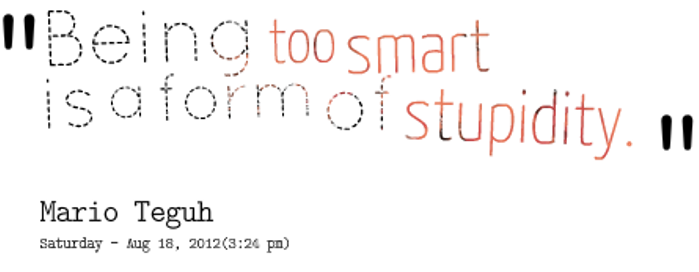 "Being too smart
is a form of stupidity."
Mario Teguh
Saturday - Aug 18, 2012(3:24 pm)